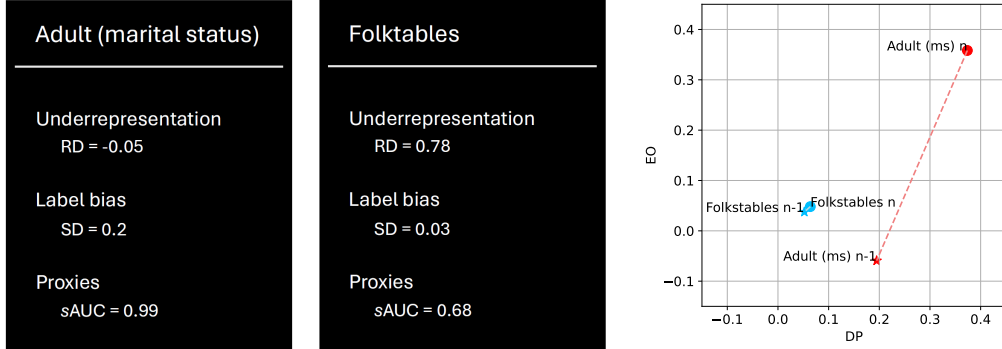 Adult (marital status)
Underrepresentation
RD = -0.05
Label bias
SD = 0.2
Proxies
sAUC = 0.99
Folktables
Underrepresentation
RD = 0.78
Label bias
SD = 0.03
Proxies
sAUC = 0.68
0.4
0.3
0.2
0.1
0.0
−0.1
EO
Adult (ms) n
Folkstables n-1
Folkstables n
Adult (ms) n-1
−0.1
0.0
0.1
0.2
0.3
0.4
DP